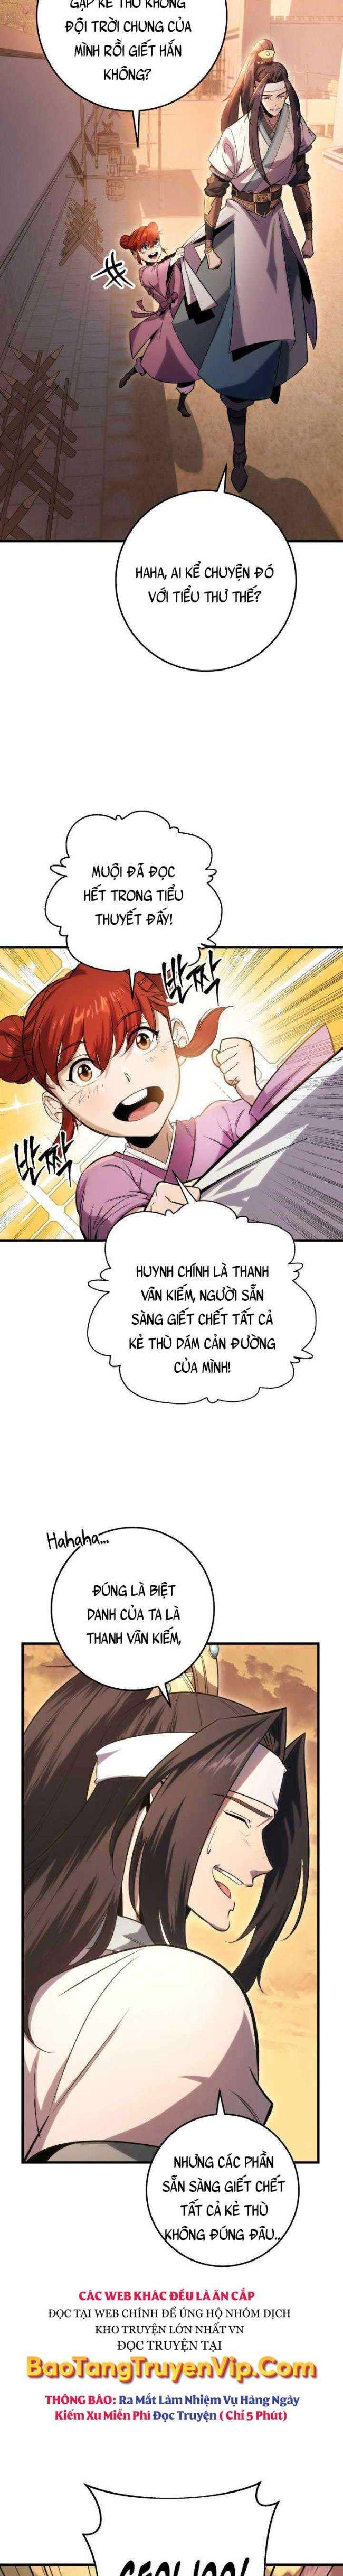 GẶP KẺ THÙ KHÔNG
ĐỘI TRỜI CHUNG CỦA
MÌNH RỒI GIẾT HẮN
KHÔNG?
HAHA, AI KỂ CHUYỆN ĐÓ
VỚI TIỂU THƯ THẾ?
MUỘI ĐÃ ĐỌC
HẾT TRONG TIỂU
THUYẾT ĐẤY!
반짝
반짝
HUYNH CHÍNH LÀ THANH
VÂN KIẾM, NGƯỜI SẴN
SÀNG GIẾT CHẾT TẤT CẢ
KẺ THÙ DÁM CẢN ĐƯỜNG
CỦA MÌNH!
Hahaha...
ĐÚNG LÀ BIỆT
DANH CỦA TA LÀ
THANH VÂN KIẾM,
NHƯNG CÁC PHẦN
SẴN SÀNG GIẾT CHẾT
TẤT CẢ KẺ THÙ
KHÔNG ĐÚNG ĐÂU..
CÁC WEB KHÁC ĐỀU LÀ ĂN CẮP
ĐỌC TẠI WEB CHÍNH ĐỂ ỦNG HỘ NHÓM DỊCH
KHO TRUYỆN LỚN NHẤT VN
ĐỌC TRUYỆN TẠI
BaoTangTruyenVip.Com
THÔNG BÁO: Ra Mắt Làm Nhiệm Vụ Hàng Ngày
Kiếm Xu Miễn Phí Đọc Truyện ( Chỉ 5 Phút)